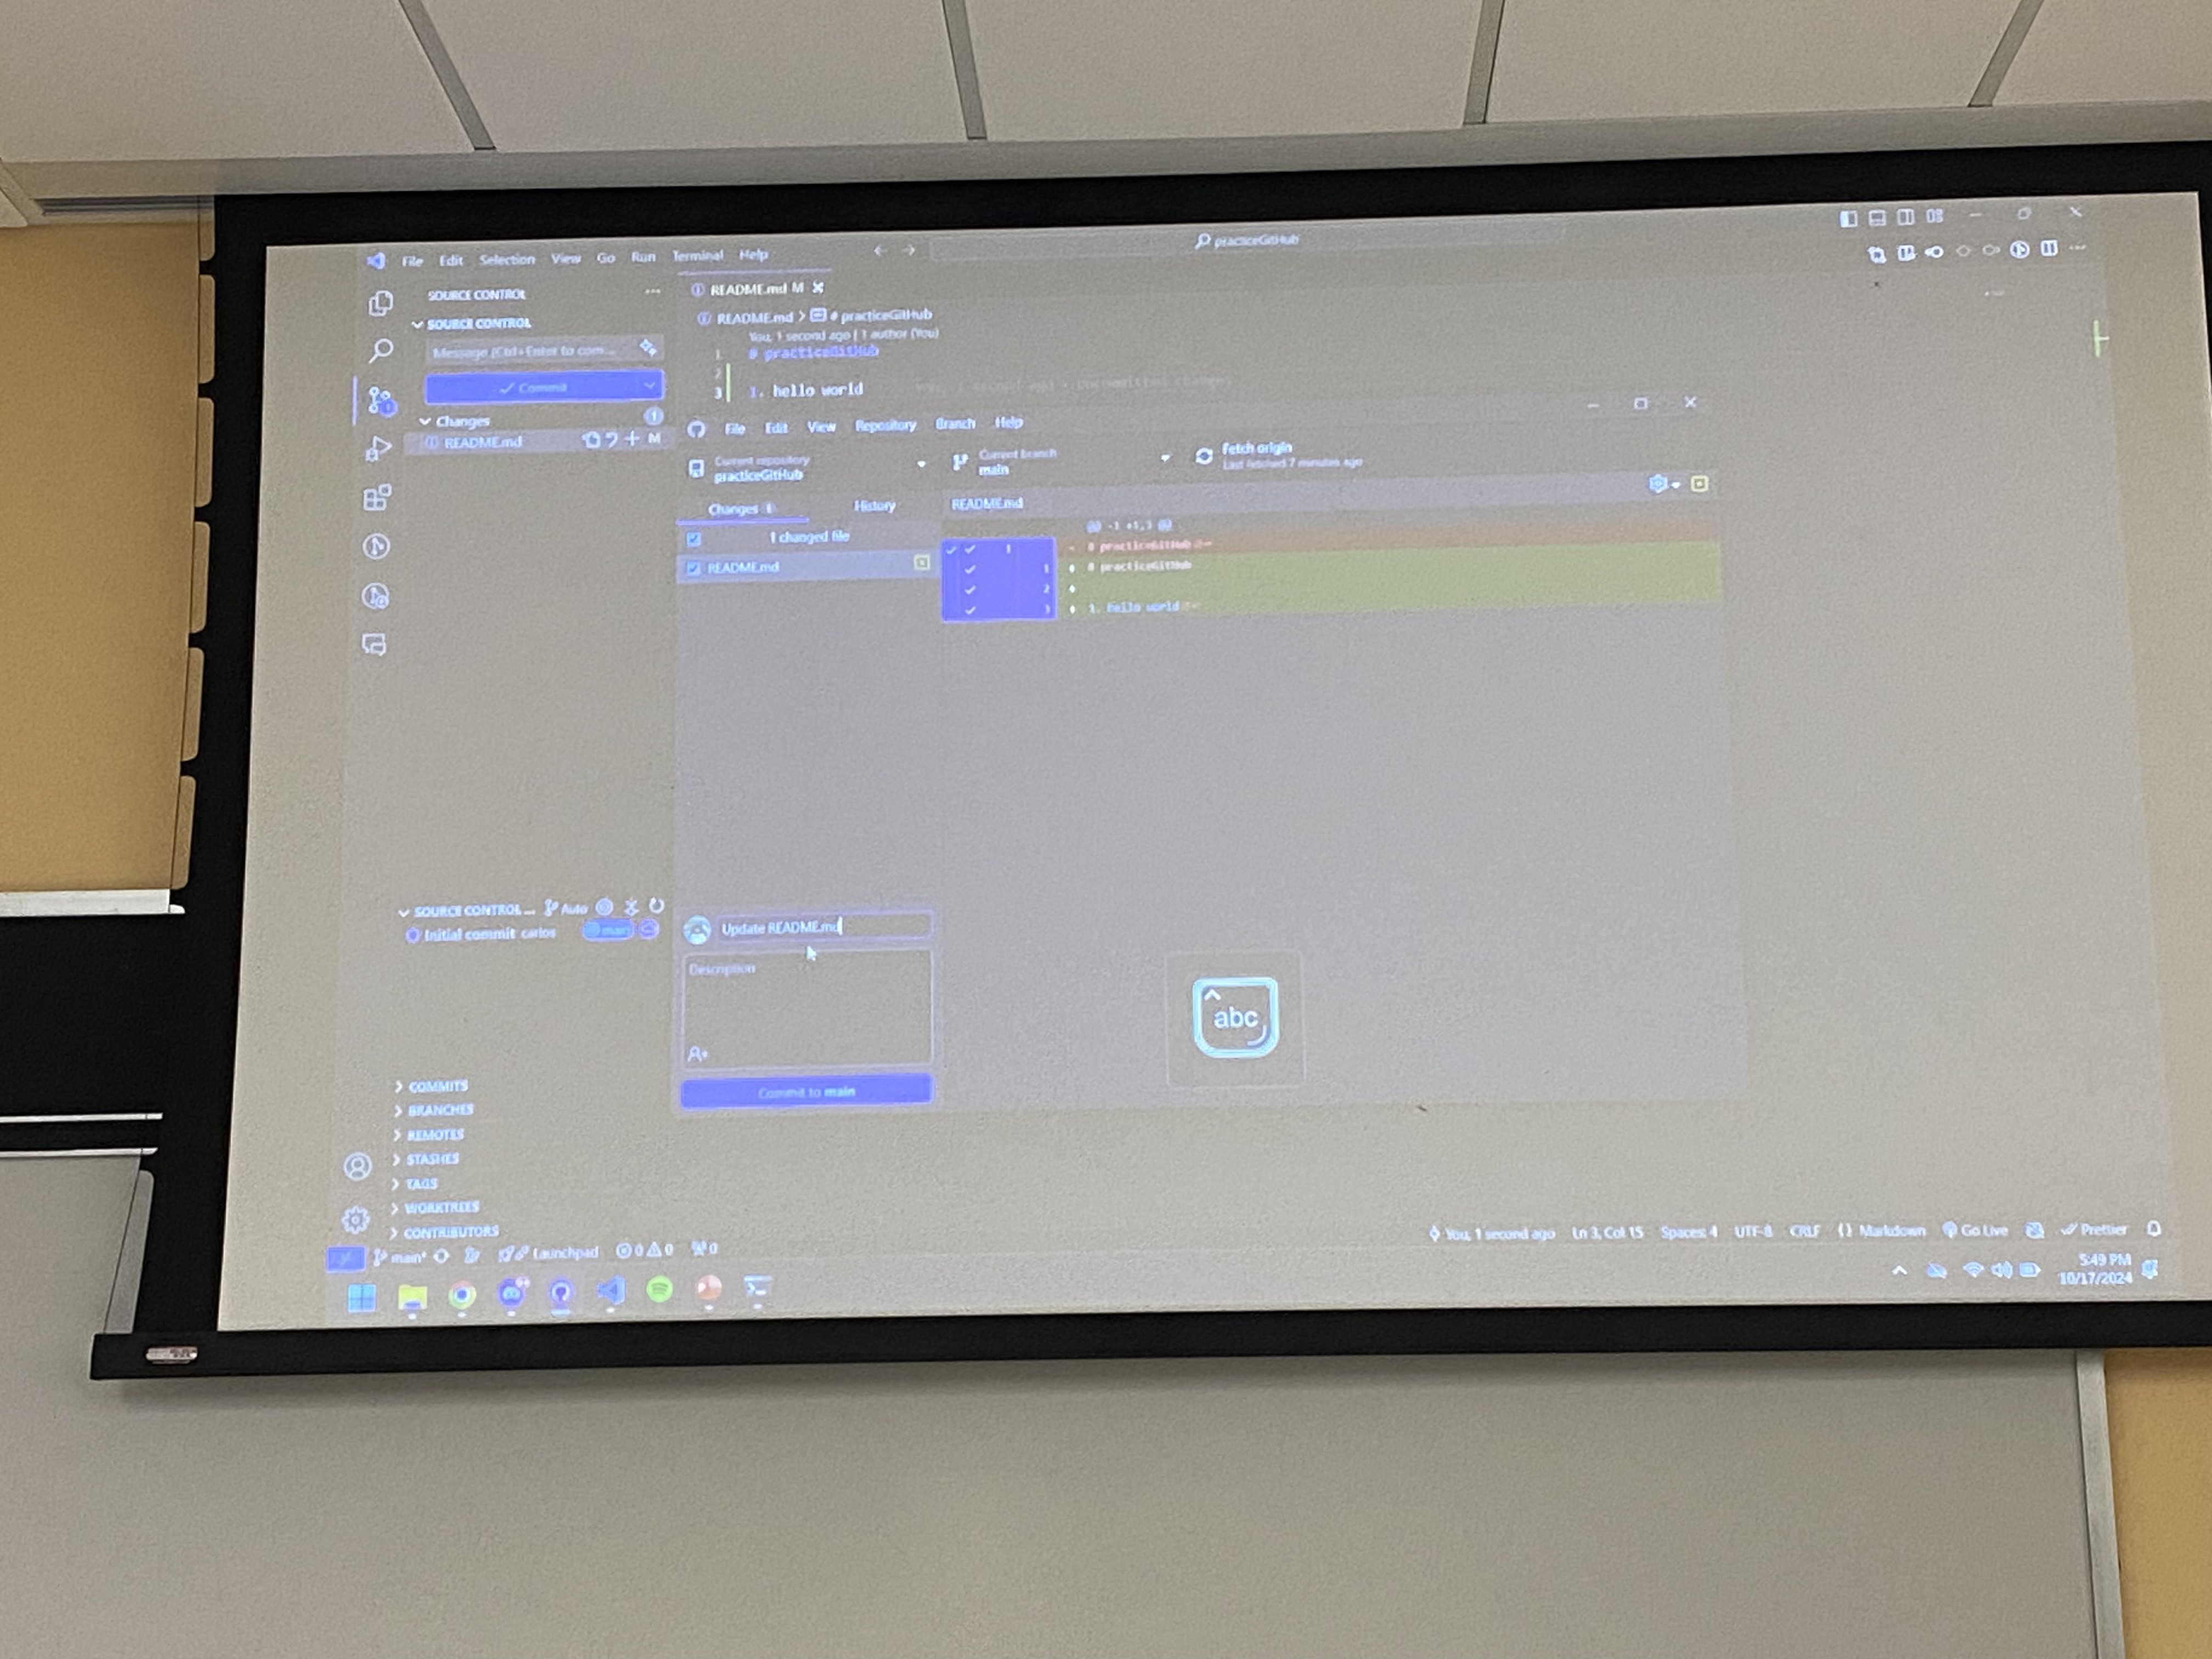 File Edit Selection View Go Run Terminal Help
practiceGitHub
SOURCE CONTROL
SOURCE CONTROL
Message (Ctrl+Enter to com...
Commit
Changes 1
README.md M
README.md M
README.md > # practiceGitHub
You, 1 second ago | 1 author (You)
1 # practiceGitHub
2
3 1. hello world
File Edit View Repository Branch Help
Current repository
practiceGitHub
Current branch
main
Fetch origin
Last fetched 7 minutes ago
Changes 1 History
README.md
1 changed file
README.md
@@ -1 +1,3 @@
1 - # practiceGitHub
1 + # practiceGitHub
2 +
3 + 1. hello world
SOURCE CONTROL ... Auto
Initial commit carlos main
Update README.md
Description
Commit to main
abc
COMMITS
BRANCHES
REMOTES
STASHES
TAGS
WORKTREES
CONTRIBUTORS
main* Launchpad 0 0 0
You, 1 second ago Ln 3, Col 15 Spaces: 4 UTF-8 CRLF {} Markdown Go Live Prettier
5:49 PM
10/17/2024